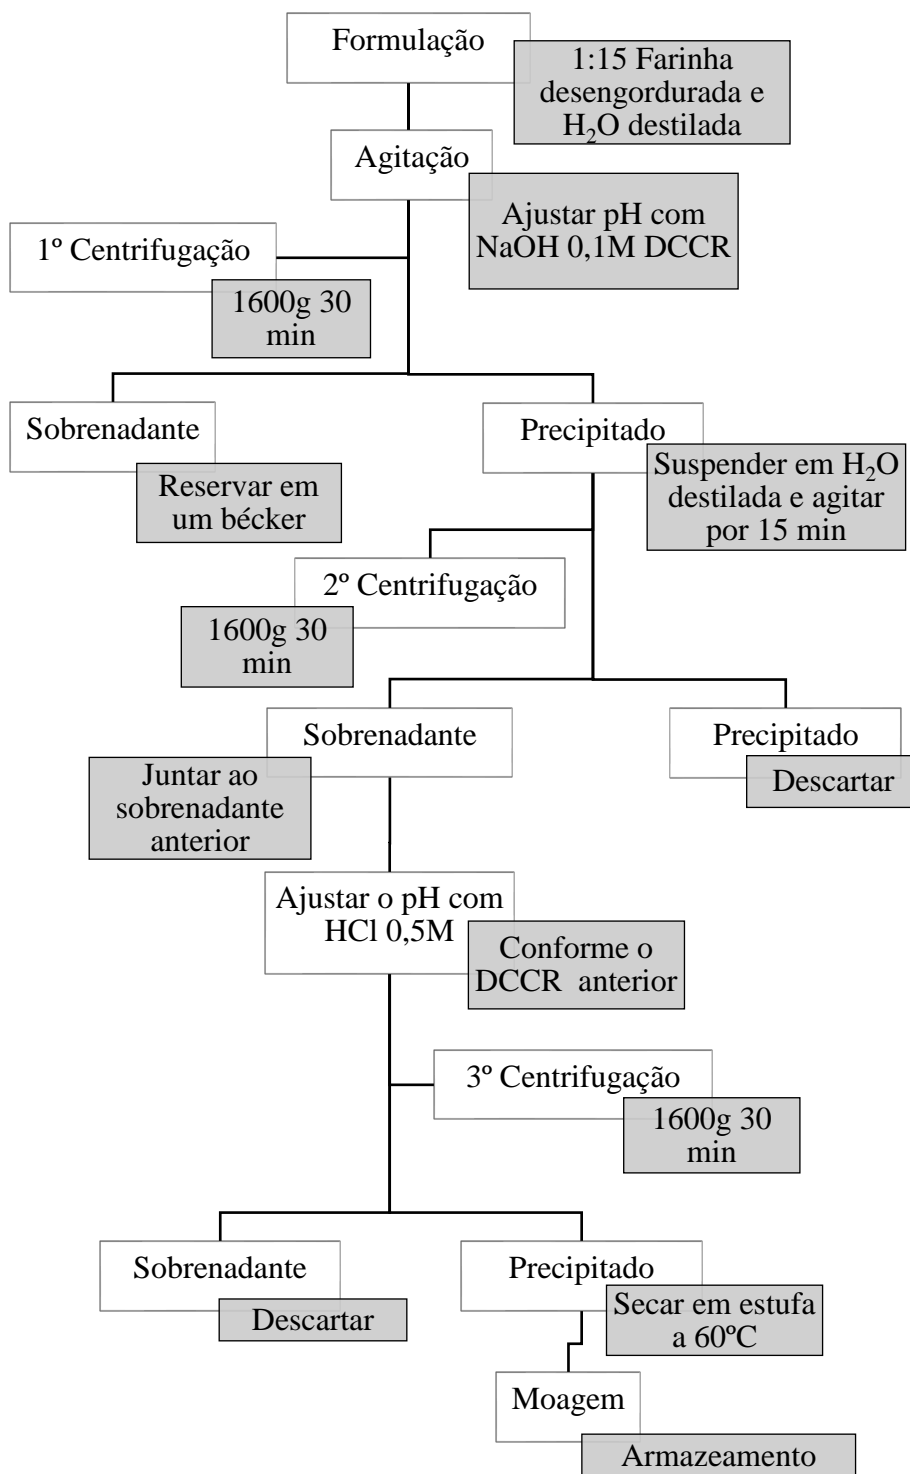 Formulação
1:15 Farinha
desengordurada e
H₂O destilada
Agitação
Ajustar pH com
NaOH 0,1M DCCR
1º Centrifugação
1600g 30
min
Sobrenadante
Reservar em
um bécker
Precipitado
Suspender em H₂O
destilada e agitar
por 15 min
2º Centrifugação
1600g 30
min
Sobrenadante
Juntar ao
sobrenadante
anterior
Precipitado
Descartar
Ajustar o pH com
HCl 0,5M
Conforme o
DCCR anterior
3º Centrifugação
1600g 30
min
Sobrenadante
Descartar
Precipitado
Secar em estufa
a 60ºC
Moagem
Armazeamento